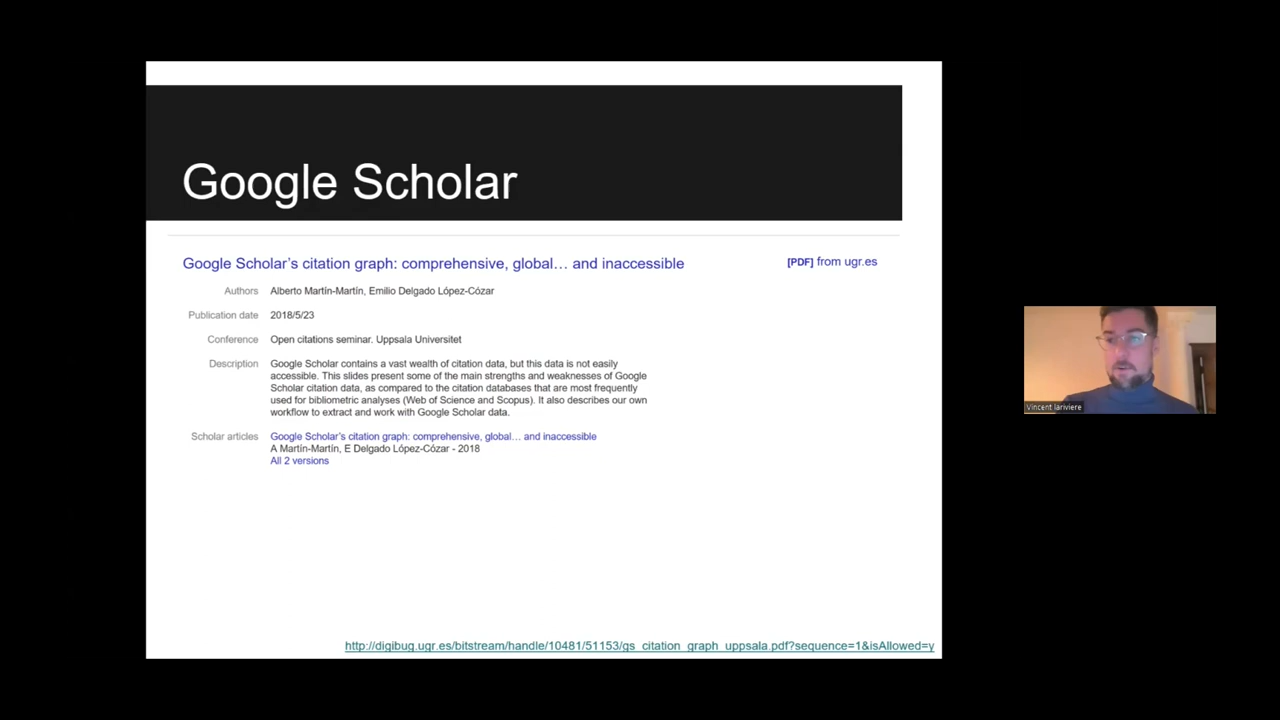 Google Scholar
Google Scholar's citation graph: comprehensive, global… and inaccessible
[PDF] from ugr.es
Authors Alberto Martín-Martín, Emilio Delgado López-Cózar
Publication date 2018/5/23
Conference Open citations seminar. Uppsala Universitet
Description Google Scholar contains a vast wealth of citation data, but this data is not easily
accessible. This slides present some of the main strengths and weaknesses of Google
Scholar citation data, as compared to the citation databases that are most frequently
used for bibliometric analyses (Web of Science and Scopus). It also describes our own
workflow to extract and work with Google Scholar data.
Scholar articles Google Scholar's citation graph: comprehensive, global… and inaccessible
A Martín-Martín, E Delgado López-Cózar - 2018
All 2 versions
http://digibug.ugr.es/bitstream/handle/10481/51153/gs_citation_graph_uppsala.pdf?sequence=1&isAllowed=y
Vincent lariviere